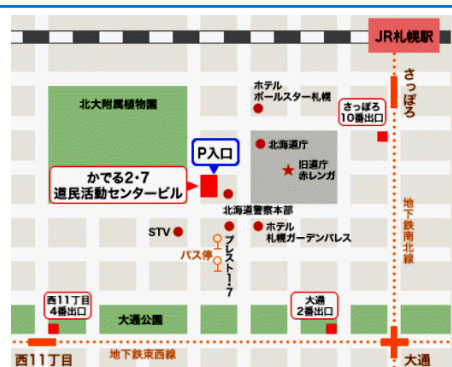 JR札幌駅
さっぽろ
ホテル
ポールスター札幌
さっぽろ
10番出口
北大附属植物園
P入口
北海道庁
旧道庁
赤レンガ
かでる2・7
道民活動センタービル
北海道警察本部
地下鉄南北線
STV
ホテル
札幌ガーデンパレス
プレスト1・7
バス停
西11丁目
4番出口
大通公園
大通
2番出口
西11丁目
地下鉄東西線
大通